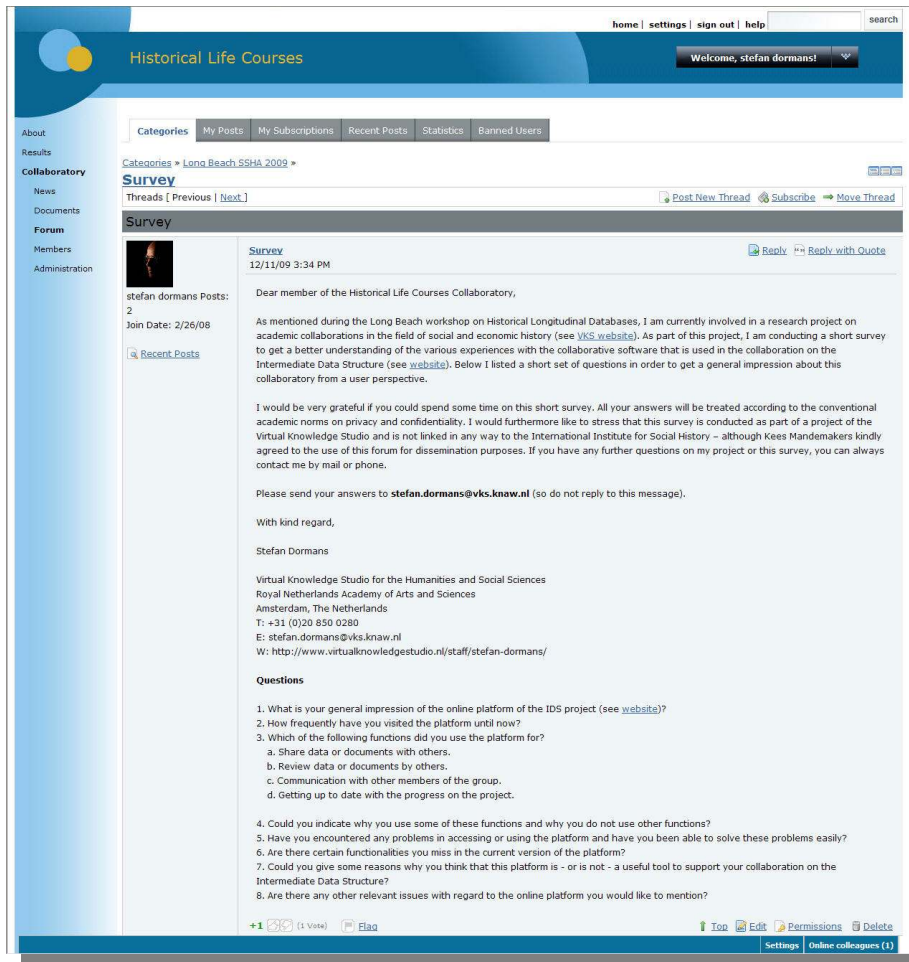 home | settings | sign out | help search
Historical Life Courses
Welcome, stefan dormans!
About
Results
Collaboratory
News
Documents
Forum
Members
Administration
Categories My Posts My Subscriptions Recent Posts Statistics Banned Users
Categories » Long Beach SSHA 2009 »
Survey
Threads [ Previous | Next ] Post New Thread Subscribe Move Thread
Survey
stefan dormans Posts:
2
Join Date: 2/26/08
Recent Posts
Survey Reply Reply with Quote
12/11/09 3:34 PM
Dear member of the Historical Life Courses Collaboratory,
As mentioned during the Long Beach workshop on Historical Longitudinal Databases, I am currently involved in a research project on
academic collaborations in the field of social and economic history (see VKS website). As part of this project, I am conducting a short survey
to get a better understanding of the various experiences with the collaborative software that is used in the collaboration on the
Intermediate Data Structure (see website). Below I listed a short set of questions in order to get a general impression about this
collaboratory from a user perspective.
I would be very grateful if you could spend some time on this short survey. All your answers will be treated according to the conventional
academic norms on privacy and confidentiality. I would furthermore like to stress that this survey is conducted as part of a project of the
Virtual Knowledge Studio and is not linked in any way to the International Institute for Social History – although Kees Mandemakers kindly
agreed to the use of this forum for dissemination purposes. If you have any further questions on my project or this survey, you can always
contact me by mail or phone.
Please send your answers to stefan.dormans@vks.knaw.nl (so do not reply to this message).
With kind regard,
Stefan Dormans
Virtual Knowledge Studio for the Humanities and Social Sciences
Royal Netherlands Academy of Arts and Sciences
Amsterdam, The Netherlands
T: +31 (0)20 850 0280
E: stefan.dormans@vks.knaw.nl
W: http://www.virtualknowledgestudio.nl/staff/stefan-dormans/
Questions
1. What is your general impression of the online platform of the IDS project (see website)?
2. How frequently have you visited the platform until now?
3. Which of the following functions did you use the platform for?
a. Share data or documents with others.
b. Review data or documents by others.
c. Communication with other members of the group.
d. Getting up to date with the progress on the project.
4. Could you indicate why you use some of these functions and why you do not use other functions?
5. Have you encountered any problems in accessing or using the platform and have you been able to solve these problems easily?
6. Are there certain functionalities you miss in the current version of the platform?
7. Could you give some reasons why you think that this platform is - or is not - a useful tool to support your collaboration on the
Intermediate Data Structure?
8. Are there any other relevant issues with regard to the online platform you would like to mention?
+1 (1 Vote) Flag Top Edit Permissions Delete
Settings Online colleagues (1)